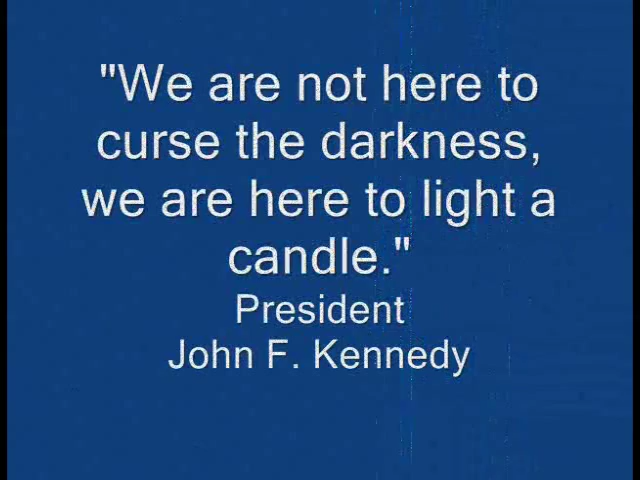 "We are not here to
curse the darkness,
we are here to light a
candle."
President
John F. Kennedy